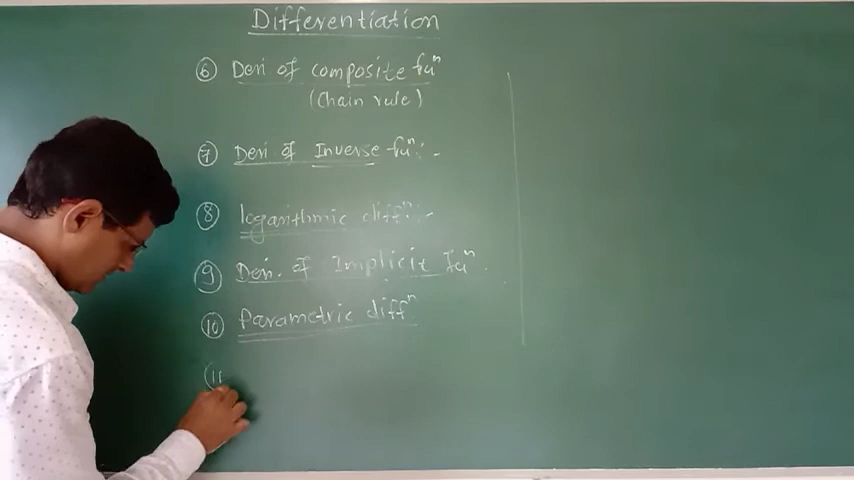 Differentiation
⑥ Deri of composite fuⁿ
(Chain rule)
⑦ Deri of Inverse fuⁿ:-
⑧ logarithmic diffⁿ:-
⑨ Deri. of Implicit fuⁿ.
⑩ Parametric diffⁿ
(11